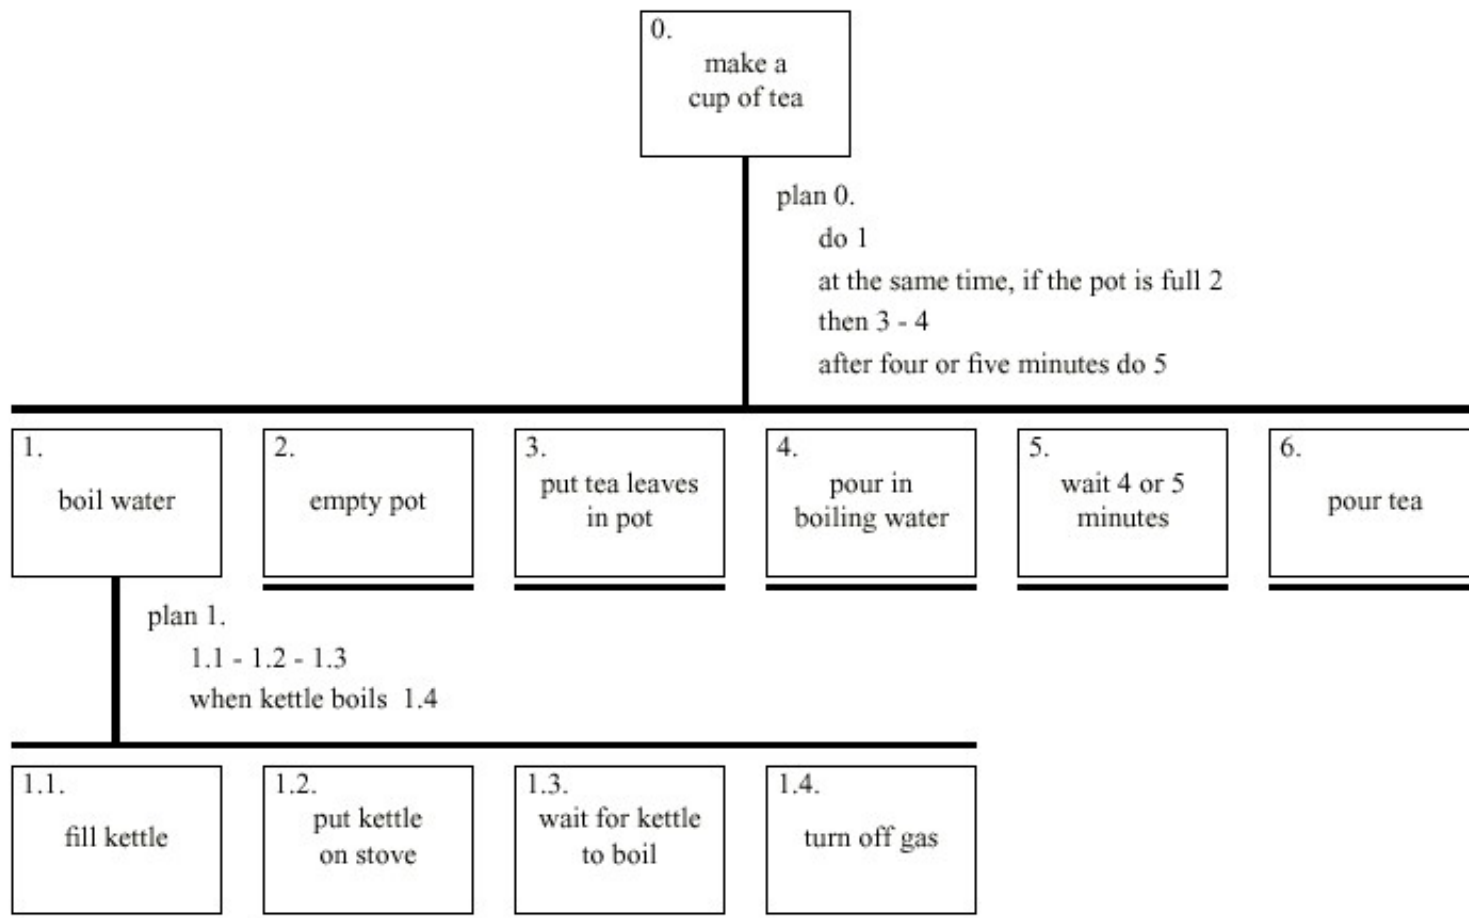 0.
make a
cup of tea
plan 0.
do 1
at the same time, if the pot is full 2
then 3 - 4
after four or five minutes do 5
1.
boil water
2.
empty pot
3.
put tea leaves
in pot
4.
pour in
boiling water
5.
wait 4 or 5
minutes
6.
pour tea
plan 1.
1.1 - 1.2 - 1.3
when kettle boils 1.4
1.1.
fill kettle
1.2.
put kettle
on stove
1.3.
wait for kettle
to boil
1.4.
turn off gas